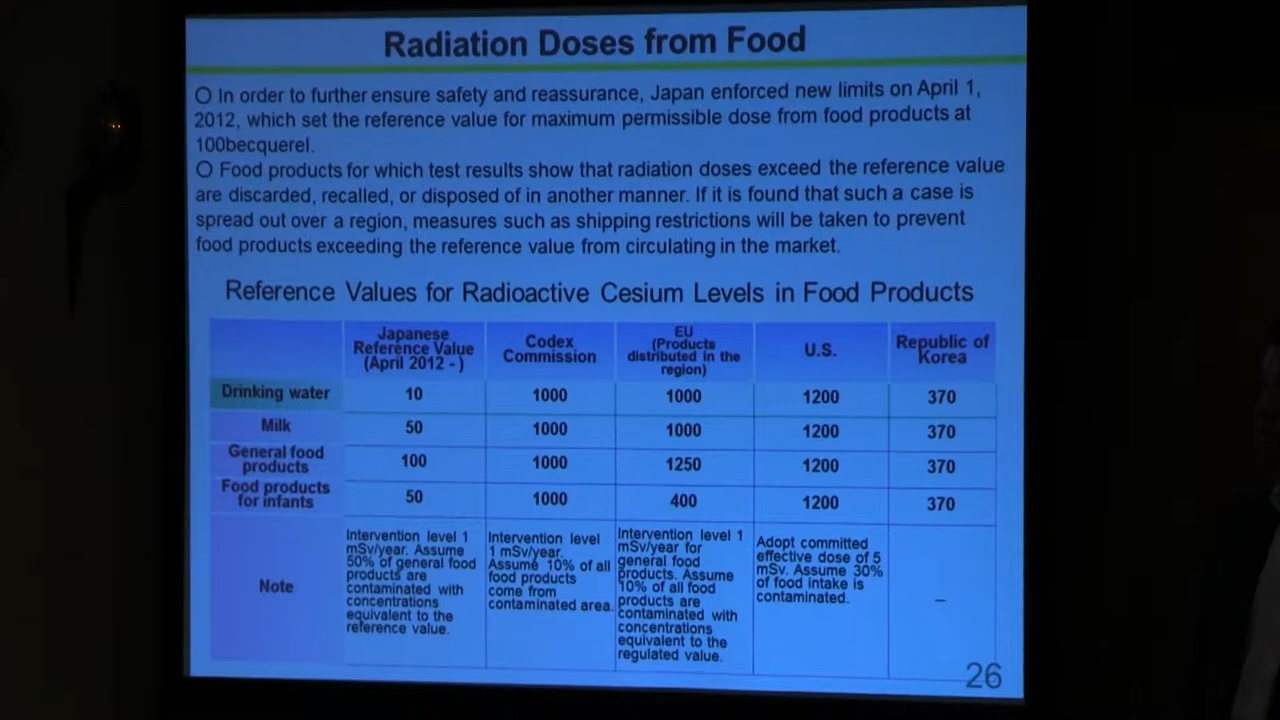 Radiation Doses from Food
O In order to further ensure safety and reassurance, Japan enforced new limits on April 1,
2012, which set the reference value for maximum permissible dose from food products at
100becquerel.
O Food products for which test results show that radiation doses exceed the reference value
are discarded, recalled, or disposed of in another manner. If it is found that such a case is
spread out over a region, measures such as shipping restrictions will be taken to prevent
food products exceeding the reference value from circulating in the market.
Reference Values for Radioactive Cesium Levels in Food Products
Japanese
Reference Value
(April 2012 - )
Codex
Commission
EU
(Products
distributed in the
region)
U.S.
Republic of
Korea
Drinking water 10 1000 1000 1200 370
Milk 50 1000 1000 1200 370
General food
products 100 1000 1250 1200 370
Food products
for infants 50 1000 400 1200 370
Note
Intervention level 1
mSv/year. Assume
50% of general food
products are
contaminated with
concentrations
equivalent to the
reference value.
Intervention level
1 mSv/year.
Assume 10% of all
food products
come from
contaminated area.
Intervention level 1
mSv/year for
general food
products. Assume
10% of all food
products are
contaminated with
concentrations
equivalent to the
regulated value.
Adopt committed
effective dose of 5
mSv. Assume 30%
of food intake is
contaminated.
–
26